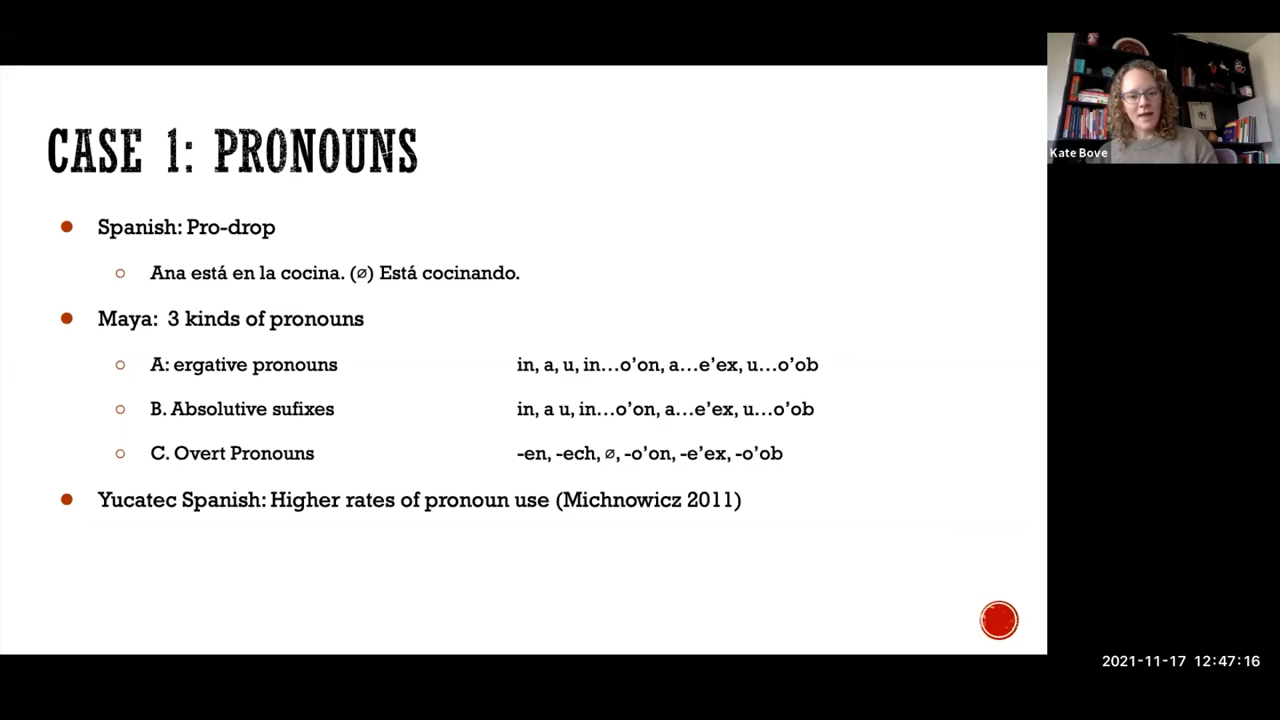 CASE 1: PRONOUNS
Spanish: Pro-drop
Ana está en la cocina. (∅) Está cocinando.
Maya: 3 kinds of pronouns
A: ergative pronouns in, a, u, in…o’on, a…e’ex, u…o’ob
B. Absolutive sufixes in, a u, in…o’on, a…e’ex, u…o’ob
C. Overt Pronouns -en, -ech, ∅, -o’on, -e’ex, -o’ob
Yucatec Spanish: Higher rates of pronoun use (Michnowicz 2011)
Kate Bove
2021-11-17 12:47:16